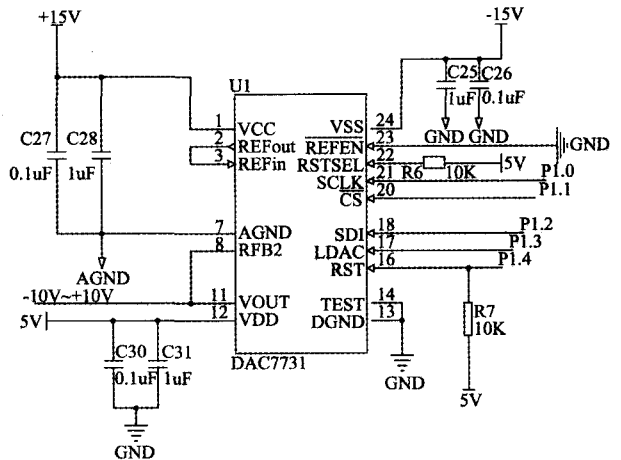 +15V
-15V
U1
C25
1uF
C26
0.1uF
GND
GND
C27
0.1uF
C28
1uF
1
VCC
2
REFout
3
REFin
7
AGND
8
RFB2
11
VOUT
12
VDD
24
VSS
23
REFEN
GND
22
RSTSEL
R6
10K
5V
21
SCLK
P1.0
20
CS
P1.1
18
SDI
P1.2
17
LDAC
P1.3
16
RST
P1.4
14
TEST
13
DGND
AGND
-10V~+10V
5V
C30
0.1uF
C31
1uF
GND
DAC7731
GND
R7
10K
5V